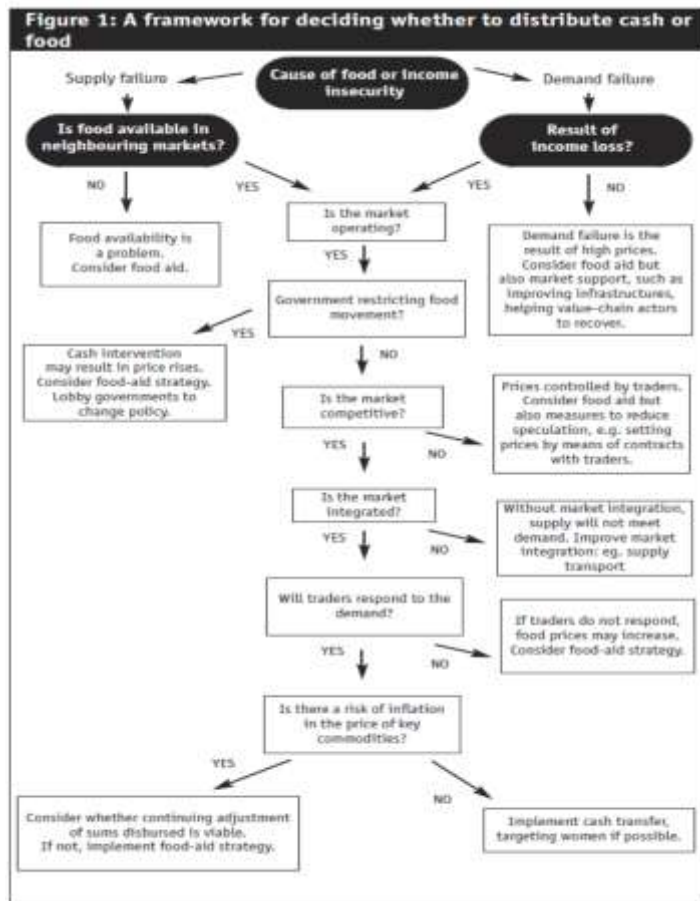 Figure 1: A framework for deciding whether to distribute cash or
food
Supply failure
Cause of food or income
insecurity
Demand failure
Is food available in
neighbouring markets?
Result of
income loss?
NO
YES
YES
NO
Is the market
operating?
Food availability is
a problem.
Consider food aid.
Demand failure is the
result of high prices.
Consider food aid but
also market support, such as
improving infrastructures,
helping value-chain actors
to recover.
YES
Government restricting food
movement?
YES
NO
Cash intervention
may result in price rises.
Consider food-aid strategy.
Lobby governments to
change policy.
Is the market
competitive?
Prices controlled by traders.
Consider food aid but
also measures to reduce
speculation, e.g. setting
prices by means of contracts
with traders.
YES
NO
Is the market
integrated?
Without market integration,
supply will not meet
demand. Improve market
integration: eg. supply
transport
YES
NO
Will traders respond to the
demand?
If traders do not respond,
food prices may increase.
Consider food-aid strategy.
YES
NO
Is there a risk of inflation
in the price of key
commodities?
YES
NO
Consider whether continuing adjustment
of sums disbursed is viable.
If not, implement food-aid strategy.
Implement cash transfer,
targeting women if possible.